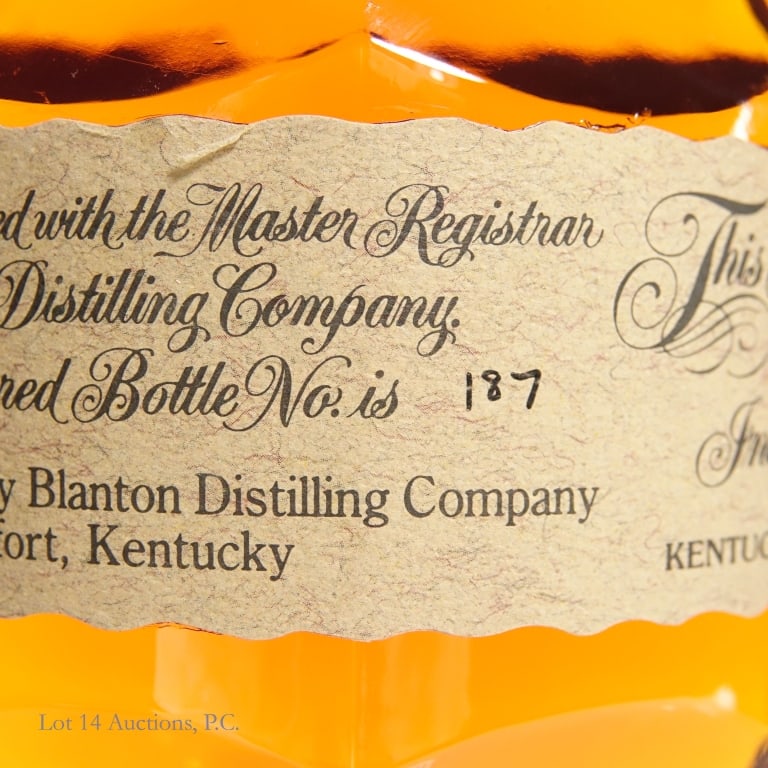 ed with the Master Registrar
Distilling Company.
red Bottle No. is 187
y Blanton Distilling Company
fort, Kentucky
This
KENTUC
Lot 14 Auctions, P.C.